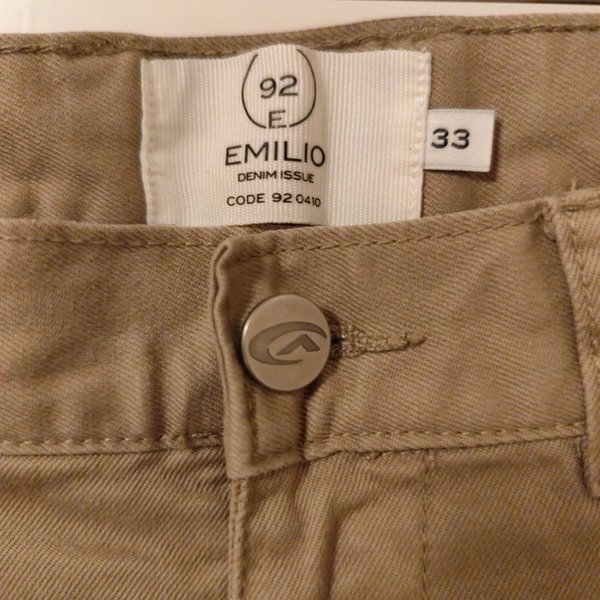 92
E
EMILIO
DENIM ISSUE
CODE 92 0410
33